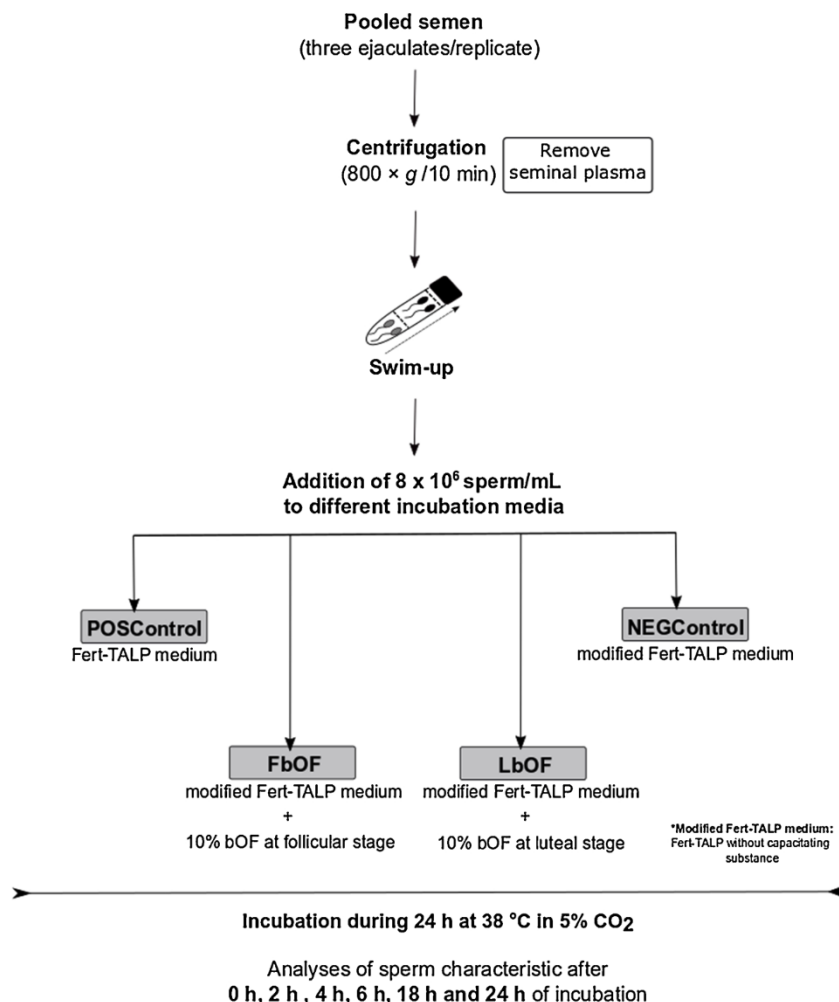 Pooled semen
(three ejaculates/replicate)
Centrifugation
(800 × g /10 min)
Remove
seminal plasma
Swim-up
Addition of 8 x 10⁶ sperm/mL
to different incubation media
POSControl
Fert-TALP medium
NEGControl
modified Fert-TALP medium
FbOF
modified Fert-TALP medium
+
10% bOF at follicular stage
LbOF
modified Fert-TALP medium
+
10% bOF at luteal stage
*Modified Fert-TALP medium:
Fert-TALP without capacitating
substance
Incubation during 24 h at 38 °C in 5% CO₂
Analyses of sperm characteristic after
0 h, 2 h , 4 h, 6 h, 18 h and 24 h of incubation